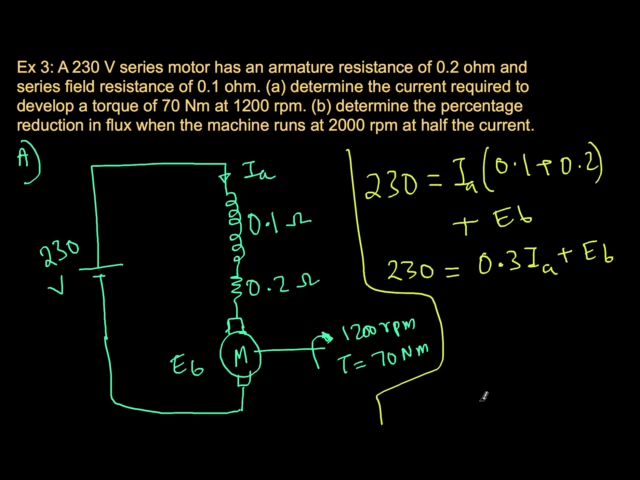 Ex 3: A 230 V series motor has an armature resistance of 0.2 ohm and
series field resistance of 0.1 ohm. (a) determine the current required to
develop a torque of 70 Nm at 1200 rpm. (b) determine the percentage
reduction in flux when the machine runs at 2000 rpm at half the current.
A)
Ia
0.1 Ω
230
V
0.2 Ω
Eb
M
1200 rpm
T = 70 Nm
230 = Ia (0.1 + 0.2)
+ Eb
230 = 0.3 Ia + Eb